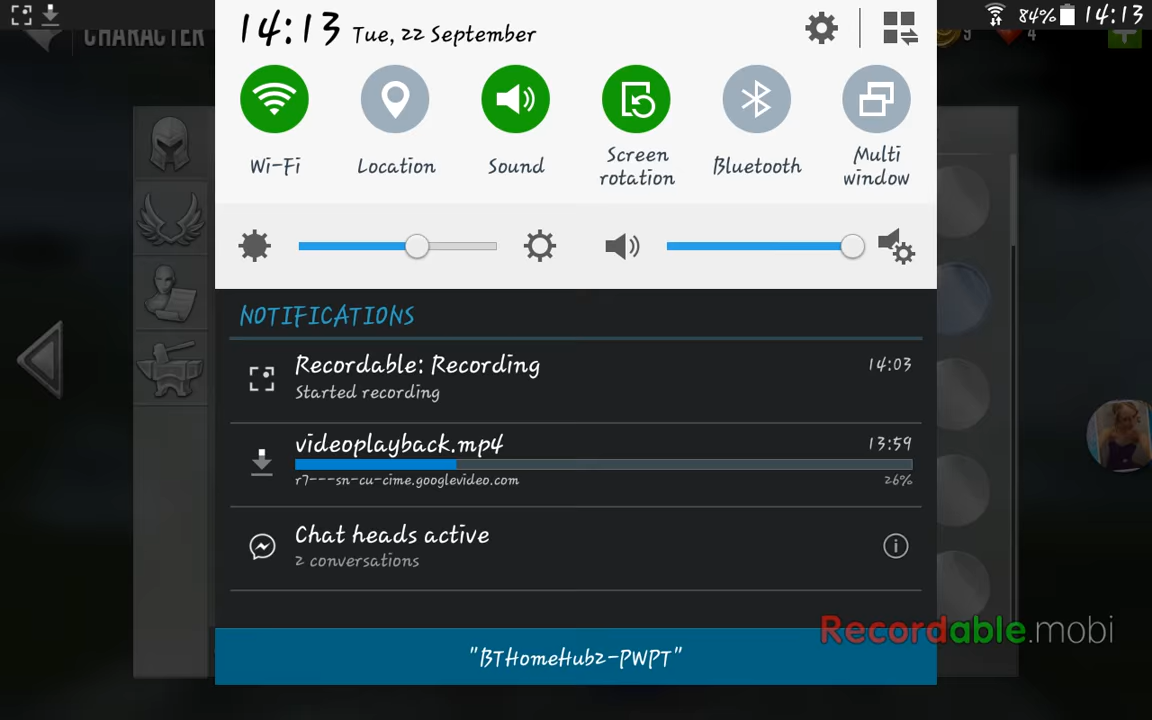 CHARACTER
14:13 Tue, 22 September
84% 14:13
9
4
Wi-Fi
Location
Sound
Screen
rotation
Bluetooth
Multi
window
NOTIFICATIONS
Recordable: Recording
14:03
Started recording
videoplayback.mp4
13:59
r7---sn-cu-cime.googlevideo.com
26%
Chat heads active
2 conversations
Recordable.mobi
"BTHomeHub2-PWPT"